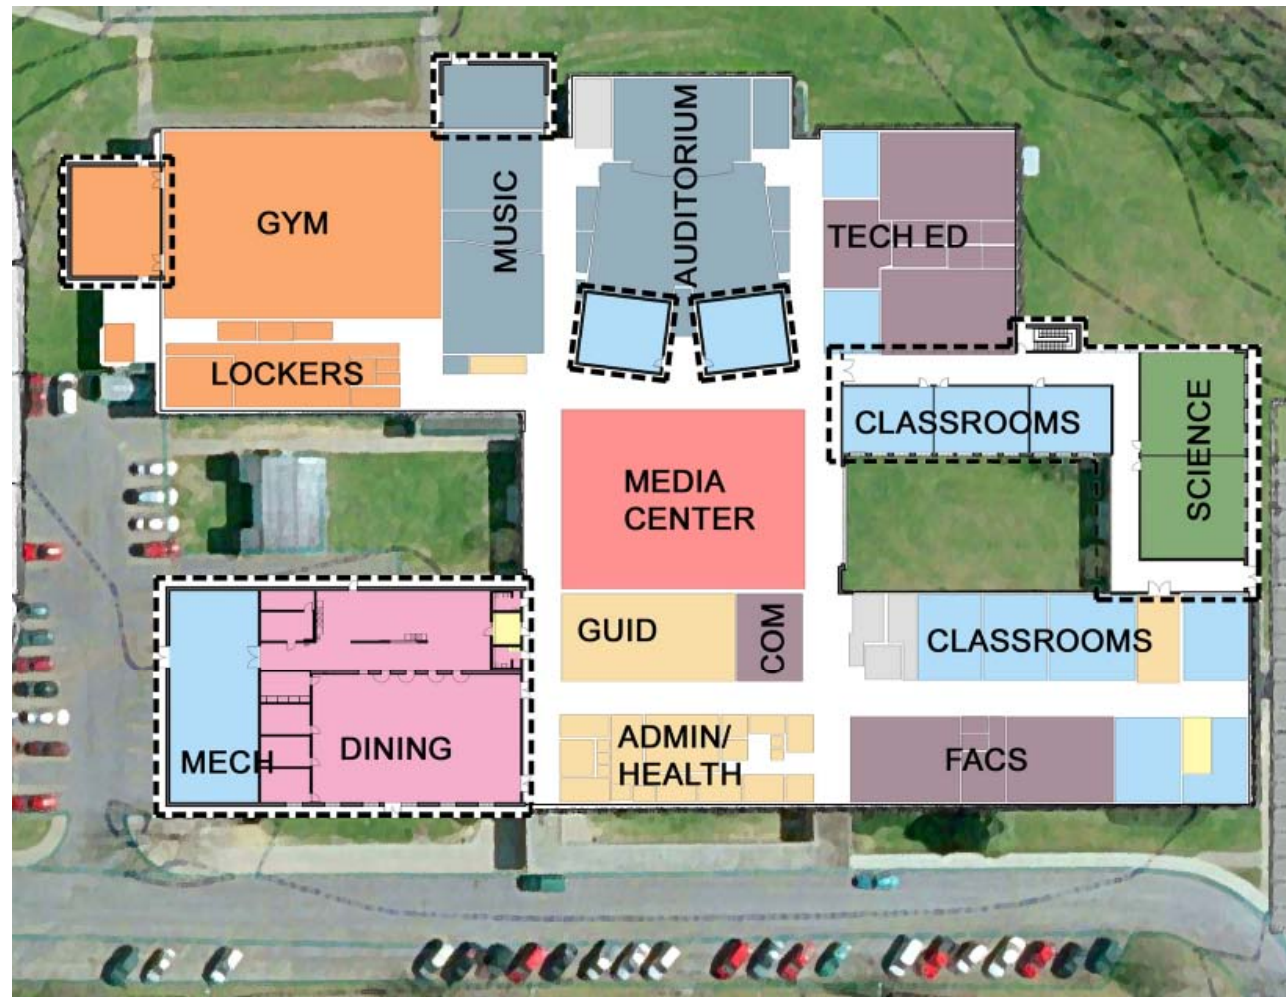 AUDITORIUM
MUSIC
GYM
TECH ED
LOCKERS
CLASSROOMS
SCIENCE
MEDIA
CENTER
GUID
COM
CLASSROOMS
MECH
DINING
ADMIN/
HEALTH
FACS